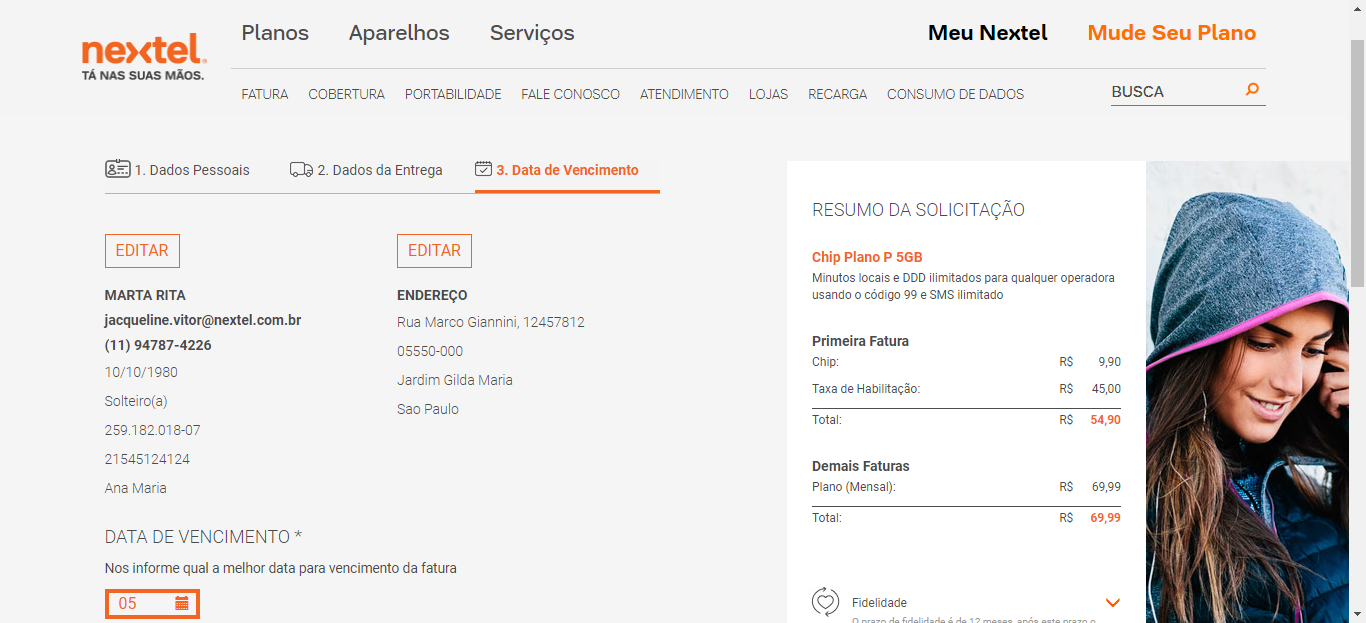 nextel
TÁ NAS SUAS MÃOS.
Planos Aparelhos Serviços Meu Nextel Mude Seu Plano
FATURA COBERTURA PORTABILIDADE FALE CONOSCO ATENDIMENTO LOJAS RECARGA CONSUMO DE DADOS BUSCA
1. Dados Pessoais 2. Dados da Entrega 3. Data de Vencimento
EDITAR
MARTA RITA
jacqueline.vitor@nextel.com.br
(11) 94787-4226
10/10/1980
Solteiro(a)
259.182.018-07
21545124124
Ana Maria
EDITAR
ENDEREÇO
Rua Marco Giannini, 12457812
05550-000
Jardim Gilda Maria
Sao Paulo
DATA DE VENCIMENTO *
Nos informe qual a melhor data para vencimento da fatura
05
RESUMO DA SOLICITAÇÃO
Chip Plano P 5GB
Minutos locais e DDD ilimitados para qualquer operadora
usando o código 99 e SMS ilimitado
Primeira Fatura
Chip: R$ 9,90
Taxa de Habilitação: R$ 45,00
Total: R$ 54,90
Demais Faturas
Plano (Mensal): R$ 69,99
Total: R$ 69,99
Fidelidade
O prazo de fidelidade é de 12 meses, após este prazo o